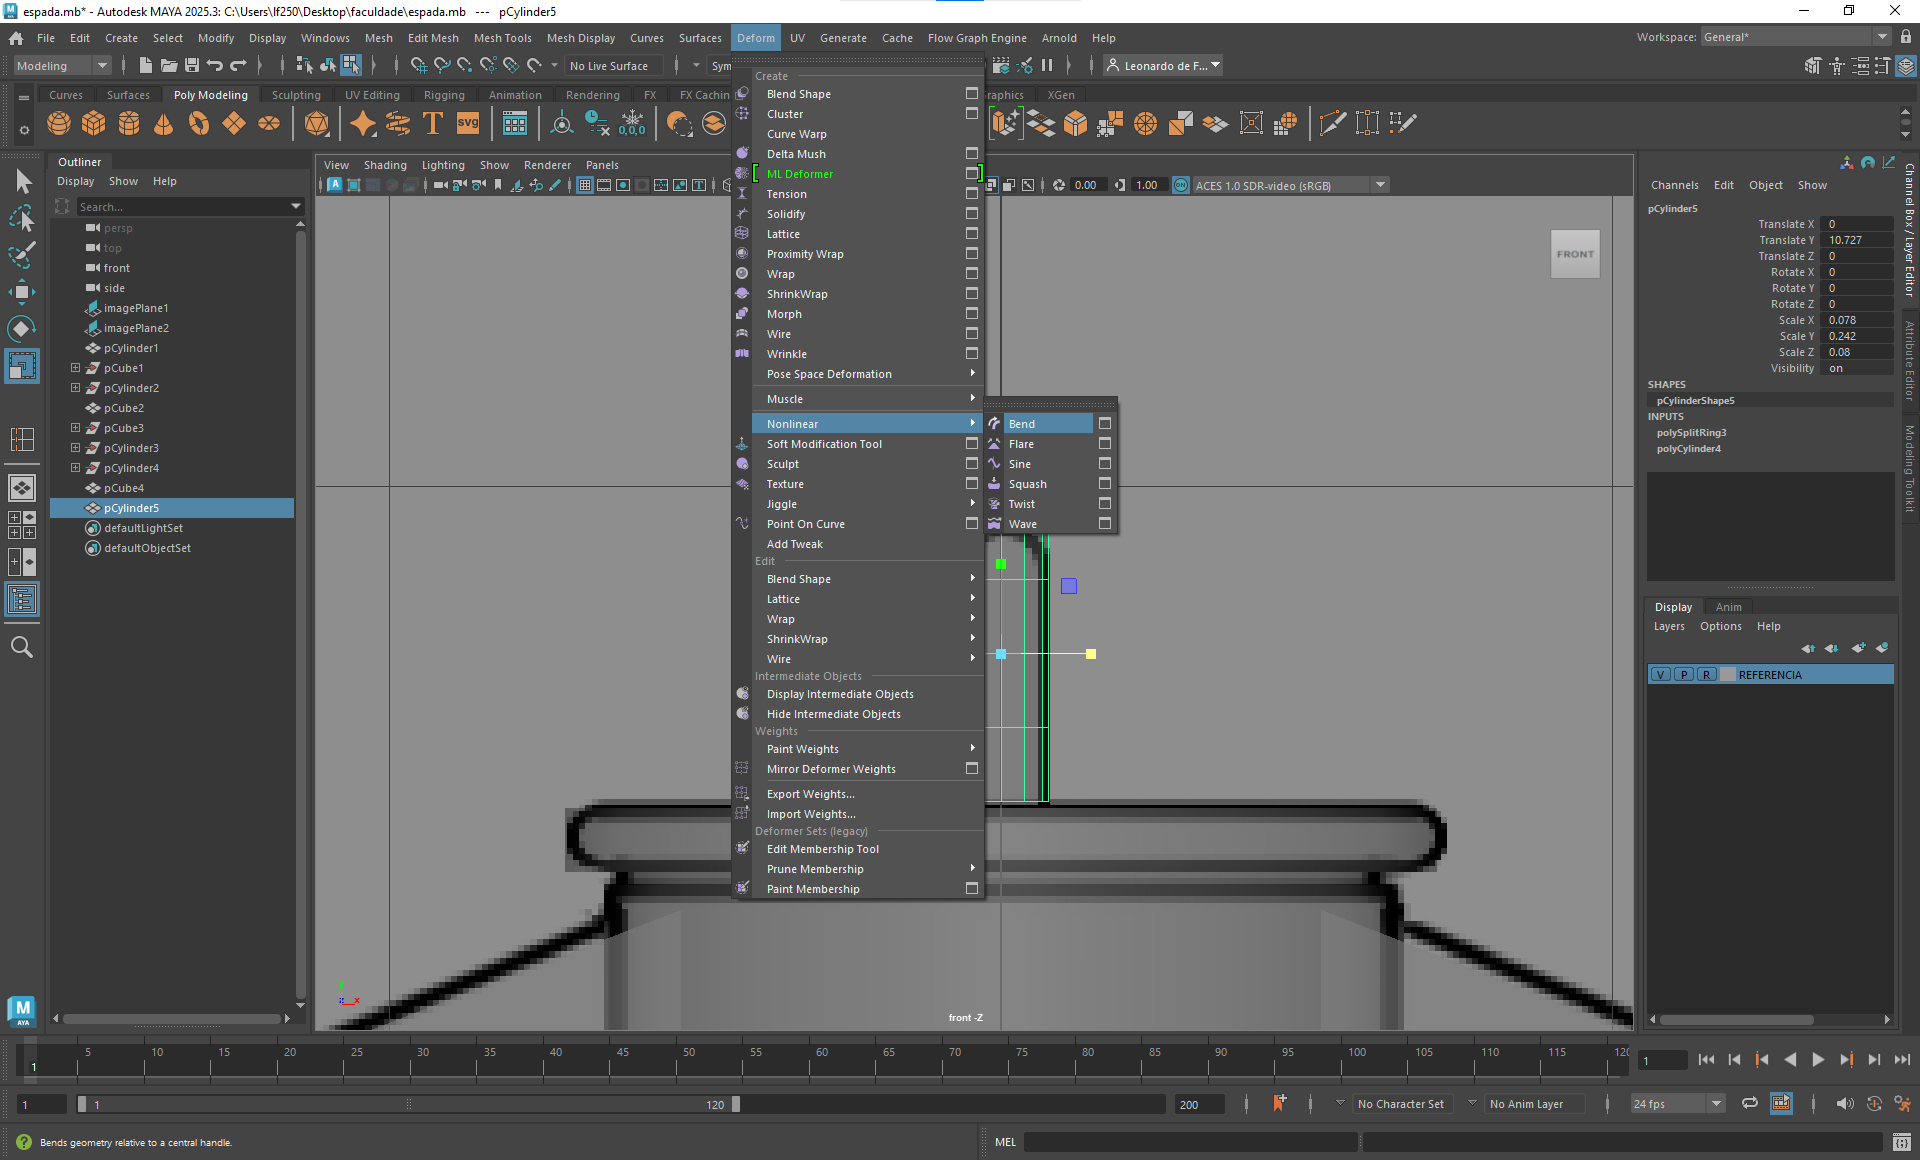 espada.mb* - Autodesk MAYA 2025.3: C:\Users\lf250\Desktop\faculdade\espada.mb --- pCylinder5
File Edit Create Select Modify Display Windows Mesh Edit Mesh Mesh Tools Mesh Display Curves Surfaces Deform UV Generate Cache Flow Graph Engine Arnold Help
Workspace: General*
Modeling
No Live Surface
Sym
Leonardo de F...
Curves Surfaces Poly Modeling Sculpting UV Editing Rigging Animation Rendering FX FX Cachin
raphics XGen
T svg 0,0,0
Outliner
Display Show Help
Search...
persp
top
front
side
imagePlane1
imagePlane2
pCylinder1
pCube1
pCylinder2
pCube2
pCube3
pCylinder3
pCylinder4
pCube4
pCylinder5
defaultLightSet
defaultObjectSet
View Shading Lighting Show Renderer Panels
0.00 1.00 ACES 1.0 SDR-video (sRGB)
Create
Blend Shape
Cluster
Curve Warp
Delta Mush
ML Deformer
Tension
Solidify
Lattice
Proximity Wrap
Wrap
ShrinkWrap
Morph
Wire
Wrinkle
Pose Space Deformation
Muscle
Nonlinear
Soft Modification Tool
Sculpt
Texture
Jiggle
Point On Curve
Add Tweak
Edit
Blend Shape
Lattice
Wrap
ShrinkWrap
Wire
Intermediate Objects
Display Intermediate Objects
Hide Intermediate Objects
Weights
Paint Weights
Mirror Deformer Weights
Export Weights...
Import Weights...
Deformer Sets (legacy)
Edit Membership Tool
Prune Membership
Paint Membership
Bend
Flare
Sine
Squash
Twist
Wave
FRONT
front -Z
Channels Edit Object Show
pCylinder5
Translate X 0
Translate Y 10.727
Translate Z 0
Rotate X 0
Rotate Y 0
Rotate Z 0
Scale X 0.078
Scale Y 0.242
Scale Z 0.08
Visibility on
SHAPES
pCylinderShape5
INPUTS
polySplitRing3
polyCylinder4
Channel Box / Layer Editor
Attribute Editor
Modeling Toolkit
Display Anim
Layers Options Help
V P R REFERENCIA
M
AYA
5 10 15 20 25 30 35 40 45 50 55 60 65 70 75 80 85 90 95 100 105 110 115 120
1
1
1 1 120 200
No Character Set
No Anim Layer
24 fps
Bends geometry relative to a central handle.
MEL